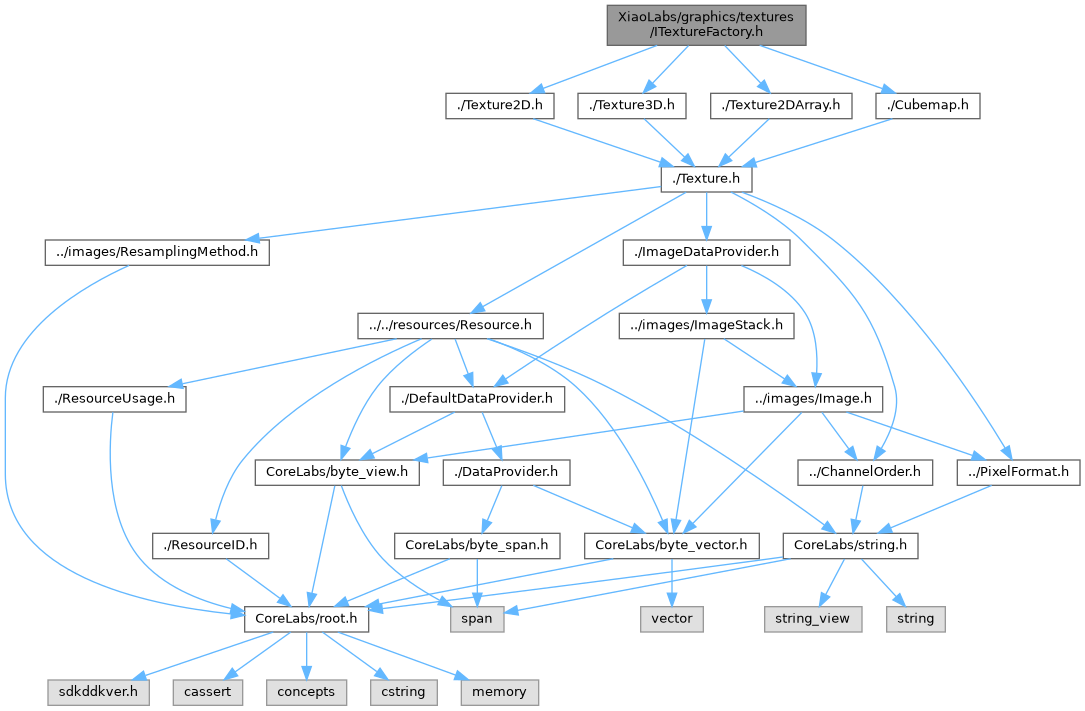 XiaoLabs/graphics/textures
/ITextureFactory.h
./Texture2D.h
./Texture3D.h
./Texture2DArray.h
./Cubemap.h
./Texture.h
../images/ResamplingMethod.h
./ImageDataProvider.h
../../resources/Resource.h
../images/ImageStack.h
./ResourceUsage.h
./DefaultDataProvider.h
../images/Image.h
CoreLabs/byte_view.h
./DataProvider.h
../ChannelOrder.h
../PixelFormat.h
./ResourceID.h
CoreLabs/byte_span.h
CoreLabs/byte_vector.h
CoreLabs/string.h
CoreLabs/root.h
span
vector
string_view
string
sdkddkver.h
cassert
concepts
cstring
memory